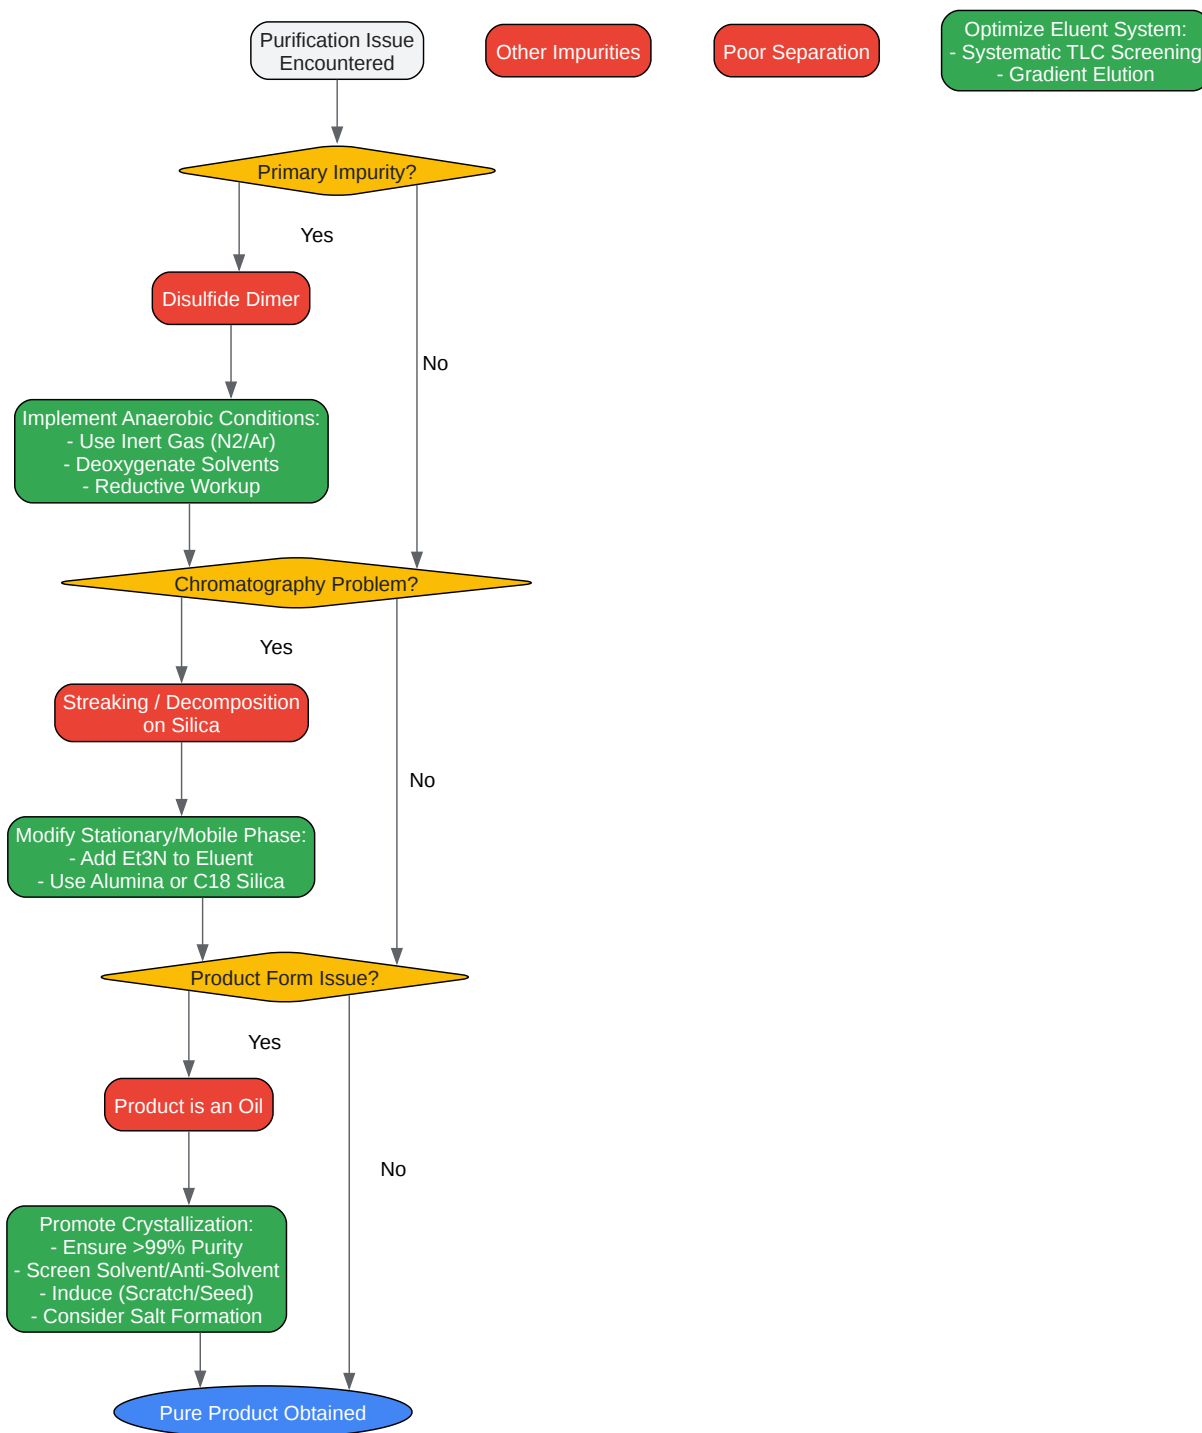 Purification Issue
Encountered
Other Impurities
Poor Separation
Optimize Eluent System:
- Systematic TLC Screening
- Gradient Elution
Primary Impurity?
Yes
Disulfide Dimer
No
Implement Anaerobic Conditions:
- Use Inert Gas (N2/Ar)
- Deoxygenate Solvents
- Reductive Workup
Chromatography Problem?
Yes
Streaking / Decomposition
on Silica
No
Modify Stationary/Mobile Phase:
- Add Et3N to Eluent
- Use Alumina or C18 Silica
Product Form Issue?
Yes
Product is an Oil
No
Promote Crystallization:
- Ensure >99% Purity
- Screen Solvent/Anti-Solvent
- Induce (Scratch/Seed)
- Consider Salt Formation
Pure Product Obtained